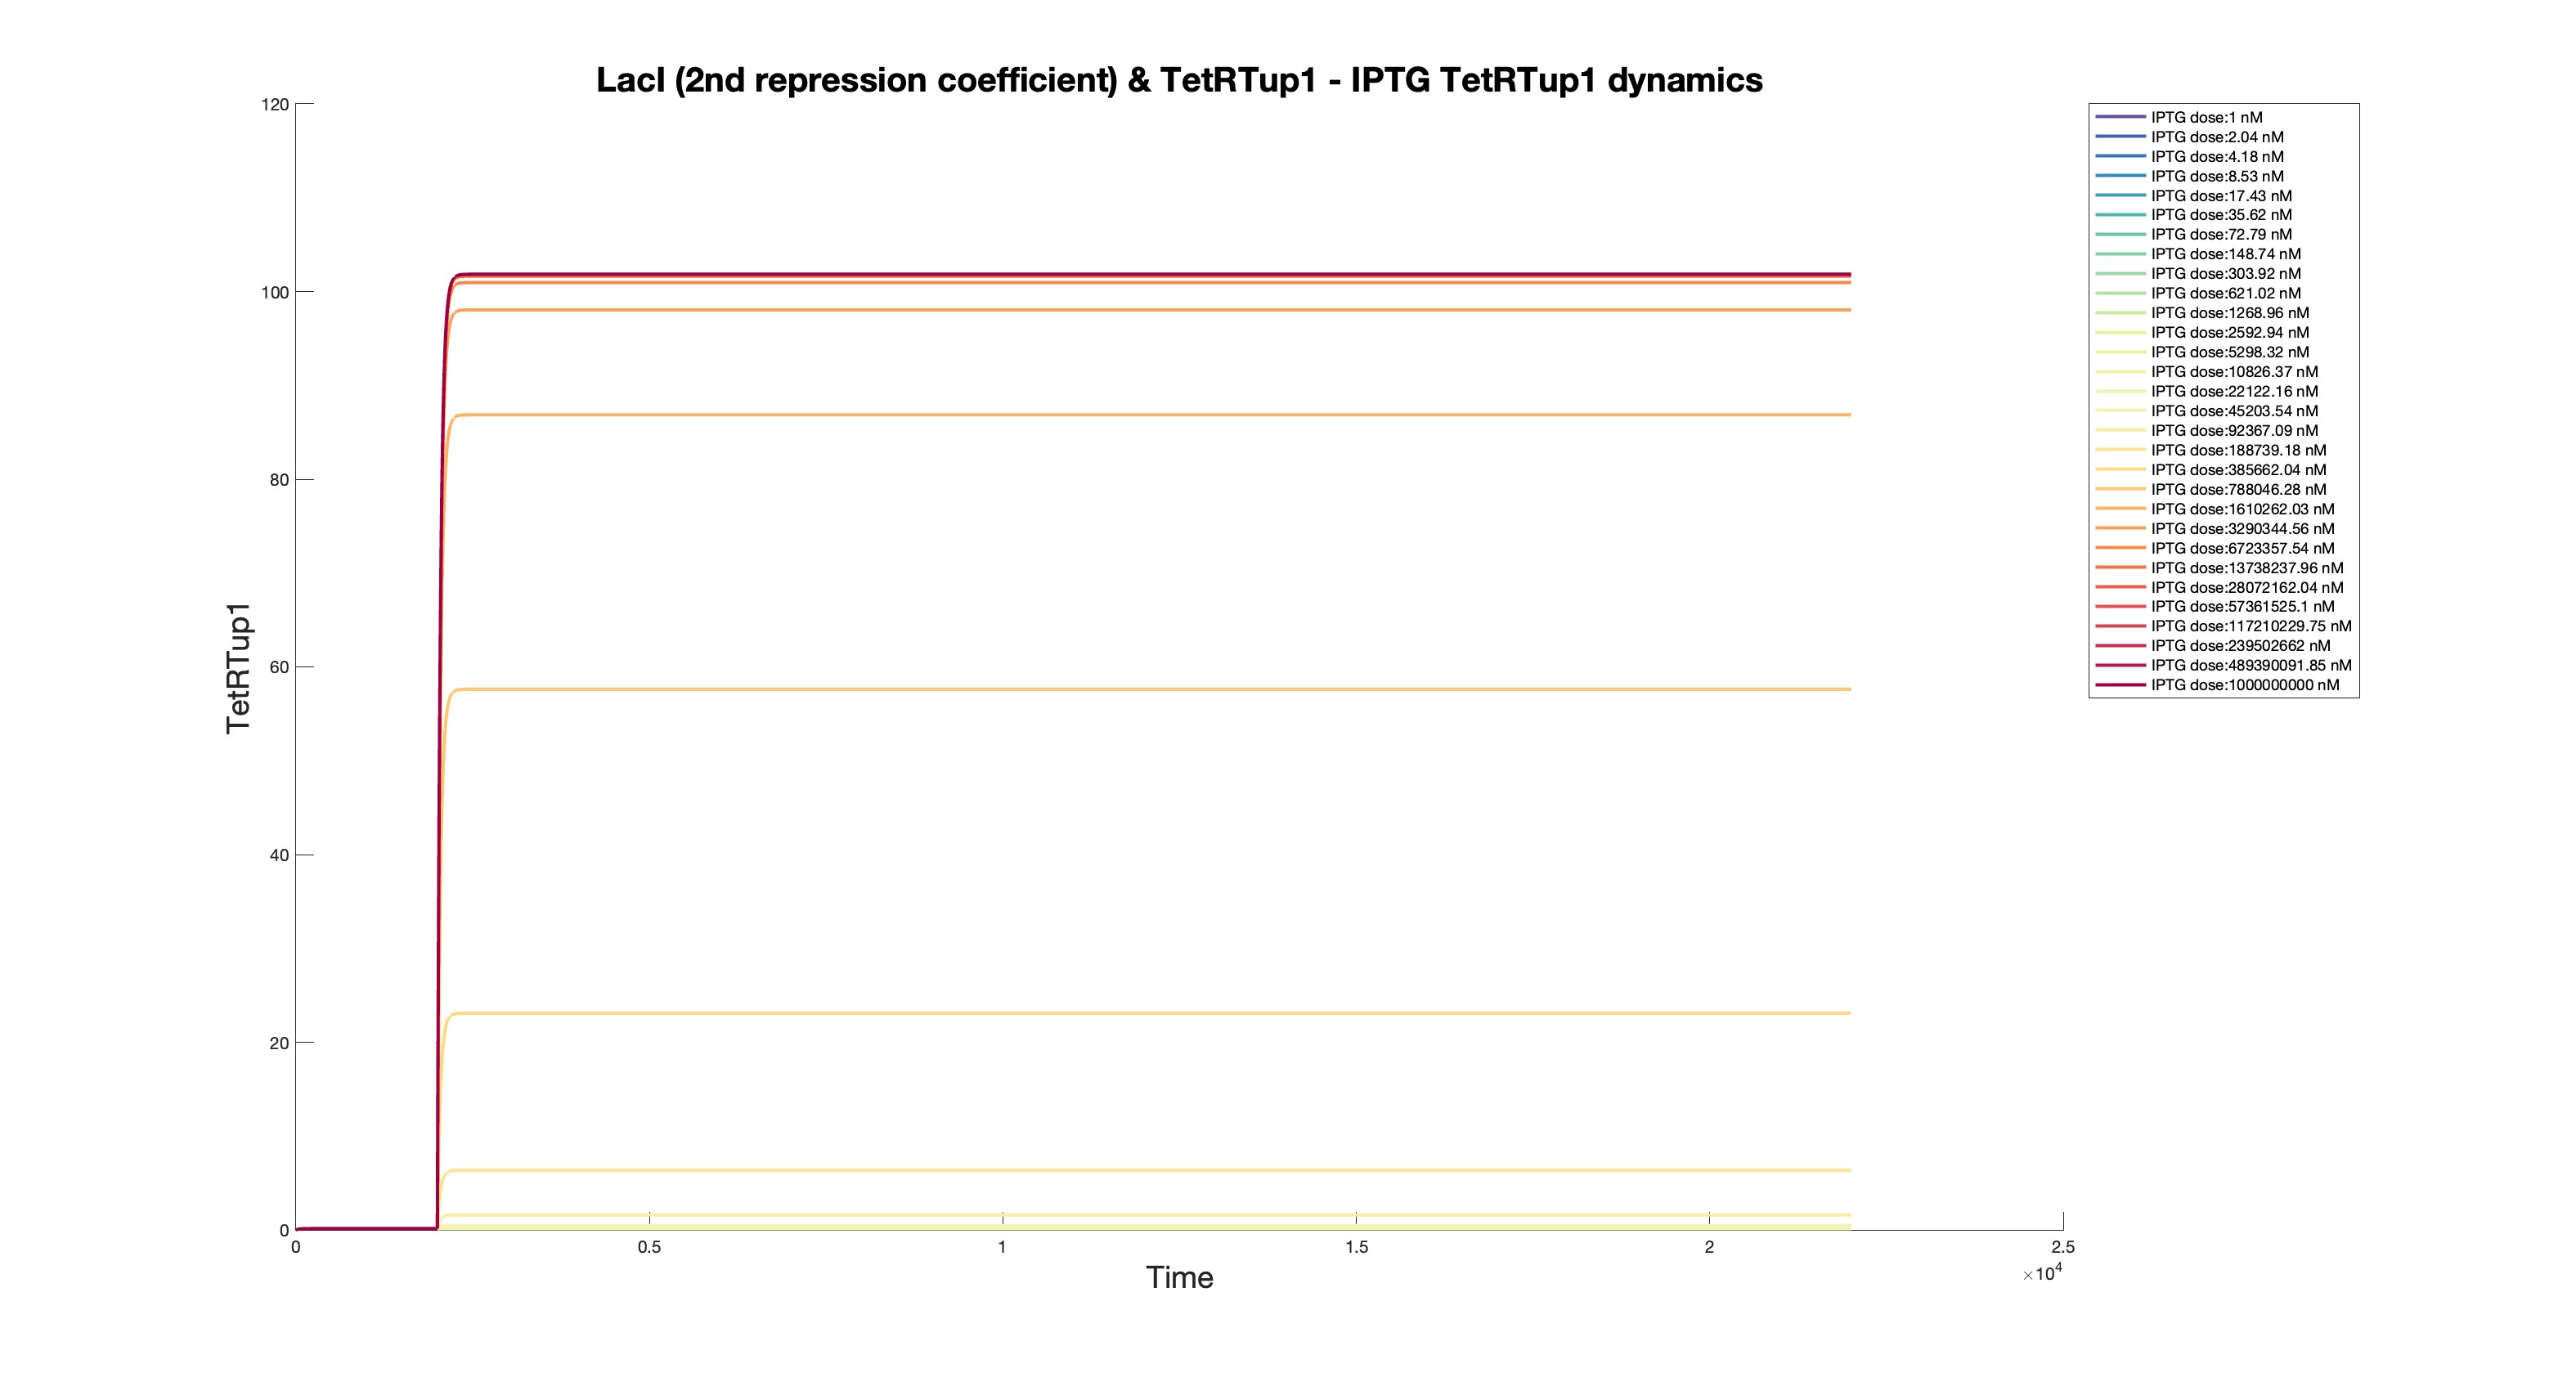 LacI (2nd repression coefficient) & TetRTup1 - IPTG TetRTup1 dynamics
120
100
80
60
40
20
0
TetRTup1
0 0.5 1 1.5 2 2.5
×10^4
Time
IPTG dose:1 nM
IPTG dose:2.04 nM
IPTG dose:4.18 nM
IPTG dose:8.53 nM
IPTG dose:17.43 nM
IPTG dose:35.62 nM
IPTG dose:72.79 nM
IPTG dose:148.74 nM
IPTG dose:303.92 nM
IPTG dose:621.02 nM
IPTG dose:1268.96 nM
IPTG dose:2592.94 nM
IPTG dose:5298.32 nM
IPTG dose:10826.37 nM
IPTG dose:22122.16 nM
IPTG dose:45203.54 nM
IPTG dose:92367.09 nM
IPTG dose:188739.18 nM
IPTG dose:385662.04 nM
IPTG dose:788046.28 nM
IPTG dose:1610262.03 nM
IPTG dose:3290344.56 nM
IPTG dose:6723357.54 nM
IPTG dose:13738237.96 nM
IPTG dose:28072162.04 nM
IPTG dose:57361525.1 nM
IPTG dose:117210229.75 nM
IPTG dose:239502662 nM
IPTG dose:489390091.85 nM
IPTG dose:1000000000 nM